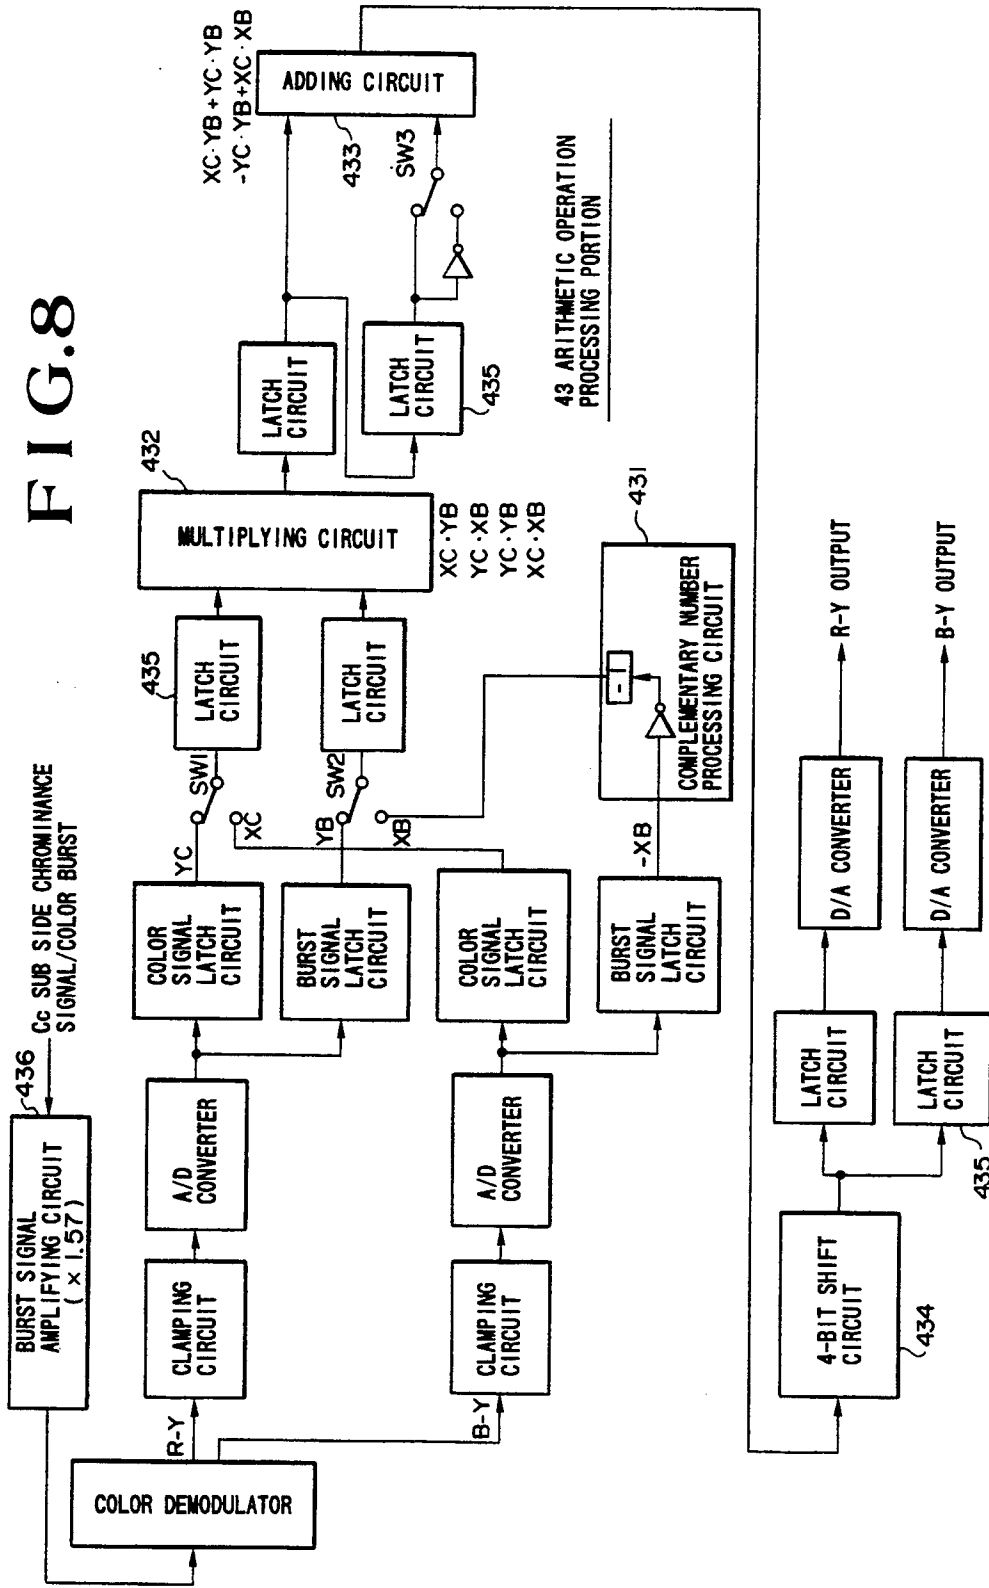 FIG.8
Cc SUB SIDE CHROMINANCE
SIGNAL/COLOR BURST
436
BURST SIGNAL
AMPLIFYING CIRCUIT
(× 1.57)
COLOR DEMODULATOR
R-Y
B-Y
CLAMPING
CIRCUIT
A/D
CONVERTER
COLOR
SIGNAL
LATCH
CIRCUIT
BURST
SIGNAL
LATCH
CIRCUIT
YC
SW1
XC
YB
SW2
XB
435
LATCH
CIRCUIT
LATCH
CIRCUIT
432
MULTIPLYING CIRCUIT
XC·YB
YC·XB
YC·YB
XC·XB
LATCH
CIRCUIT
LATCH
CIRCUIT
435
XC·YB+YC·YB
-YC·YB+XC·XB
ADDING CIRCUIT
433
SW3
CLAMPING
CIRCUIT
A/D
CONVERTER
COLOR
SIGNAL
LATCH
CIRCUIT
BURST
SIGNAL
LATCH
CIRCUIT
-XB
- 1
COMPLEMENTARY NUMBER
PROCESSING CIRCUIT
431
43 ARITHMETIC OPERATION
PROCESSING PORTION
4-BIT SHIFT
CIRCUIT
434
LATCH
CIRCUIT
LATCH
CIRCUIT
435
D/A CONVERTER
D/A CONVERTER
R-Y OUTPUT
B-Y OUTPUT